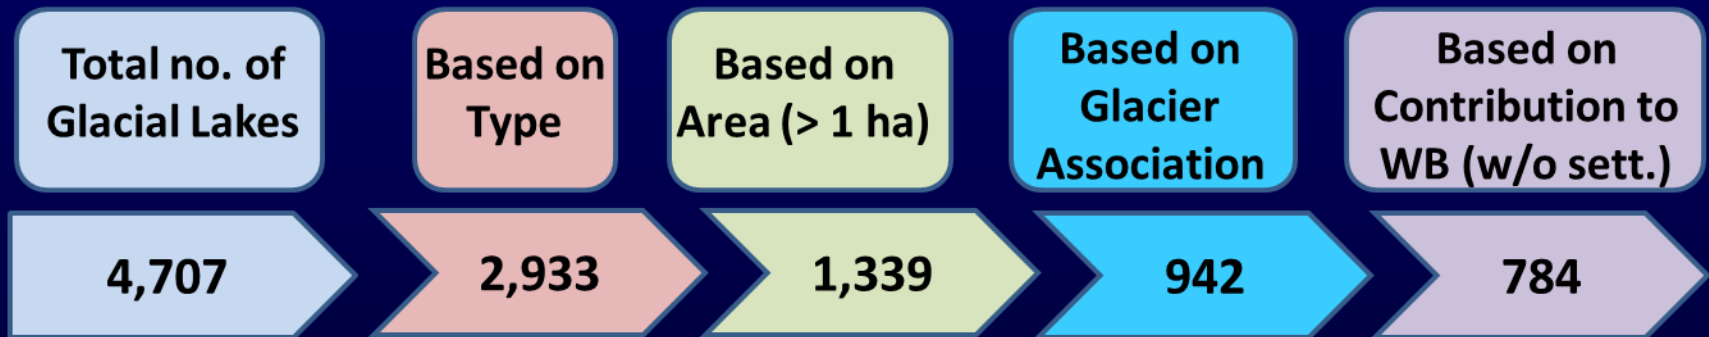 Total no. of
Glacial Lakes
Based on
Type
Based on
Area (> 1 ha)
Based on
Glacier
Association
Based on
Contribution to
WB (w/o sett.)
4,707
2,933
1,339
942
784